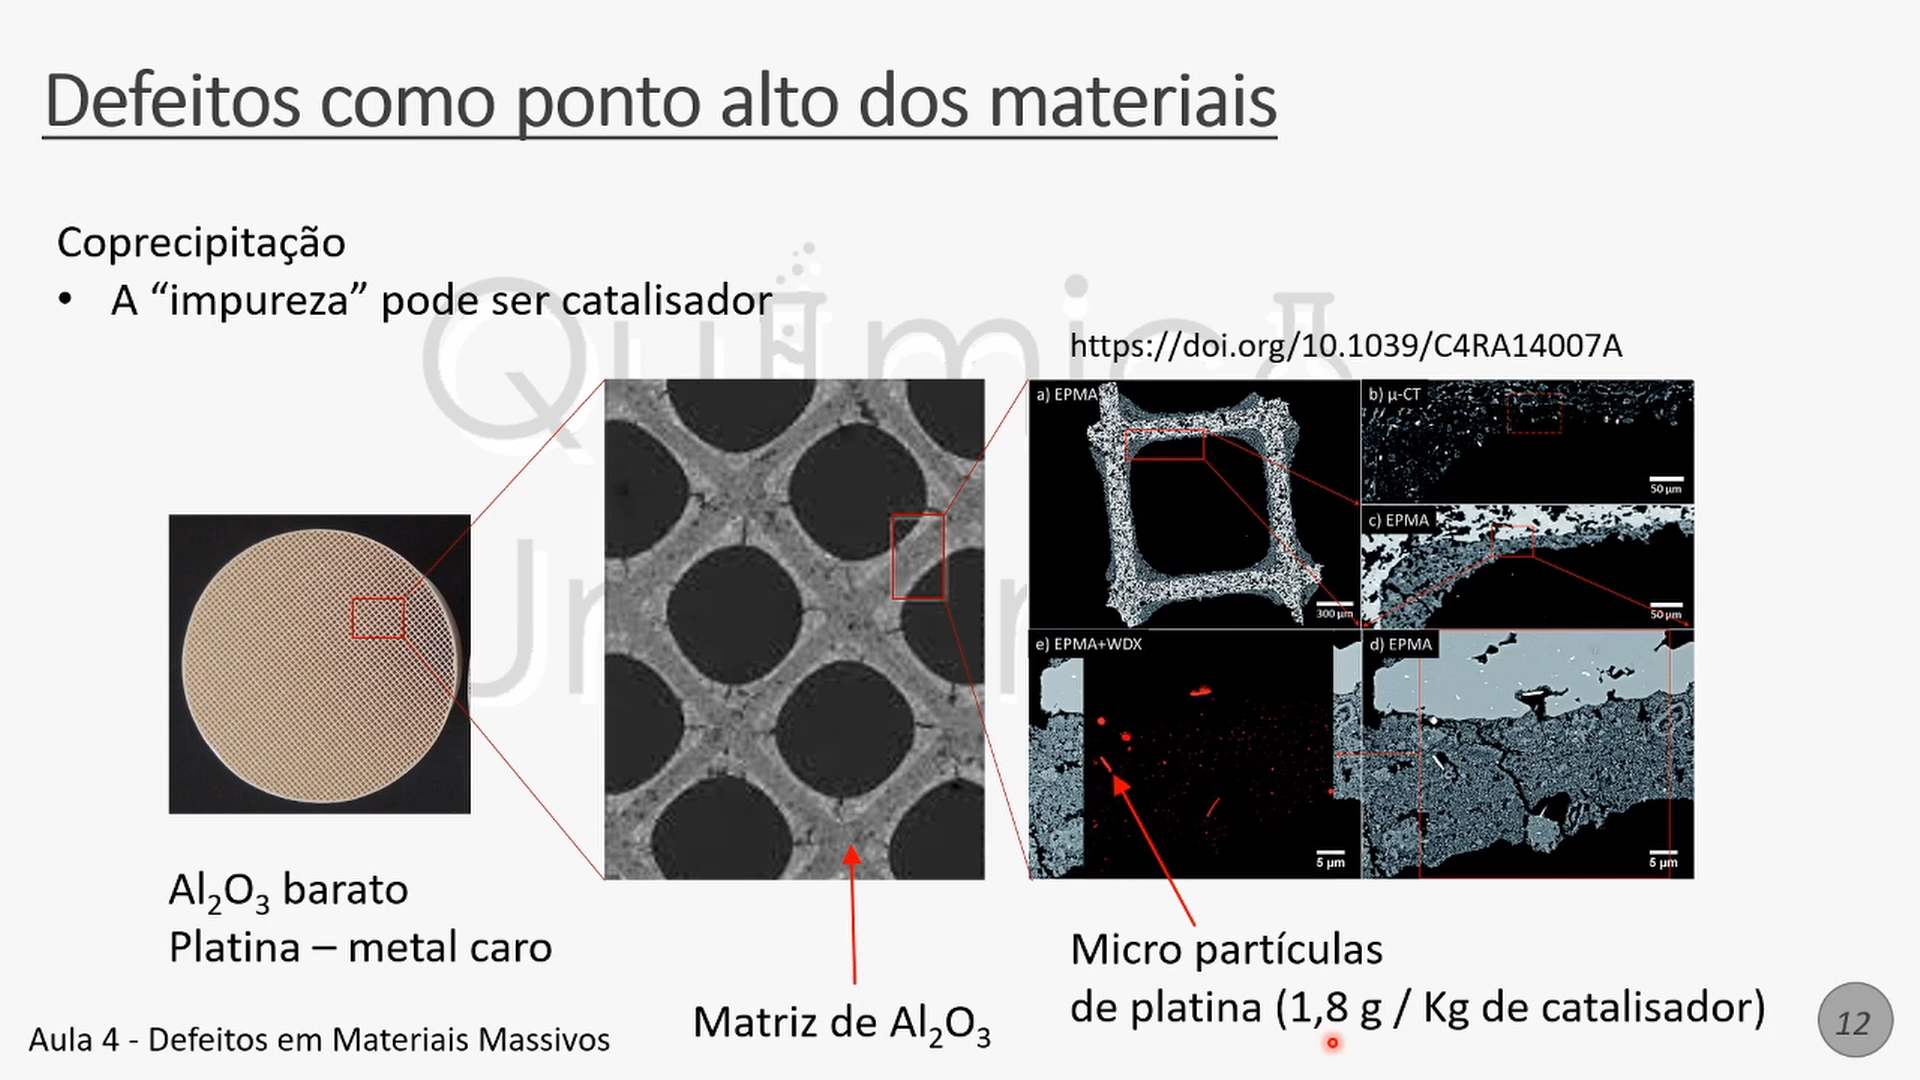 Defeitos como ponto alto dos materiais
Coprecipitação
• A “impureza” pode ser catalisador
https://doi.org/10.1039/C4RA14007A
a) EPMA
300 µm
b) µ-CT
50 µm
c) EPMA
50 µm
e) EPMA+WDX
5 µm
d) EPMA
5 µm
Al₂O₃ barato
Platina – metal caro
Matriz de Al₂O₃
Micro partículas
de platina (1,8 g / Kg de catalisador)
Aula 4 - Defeitos em Materiais Massivos
12